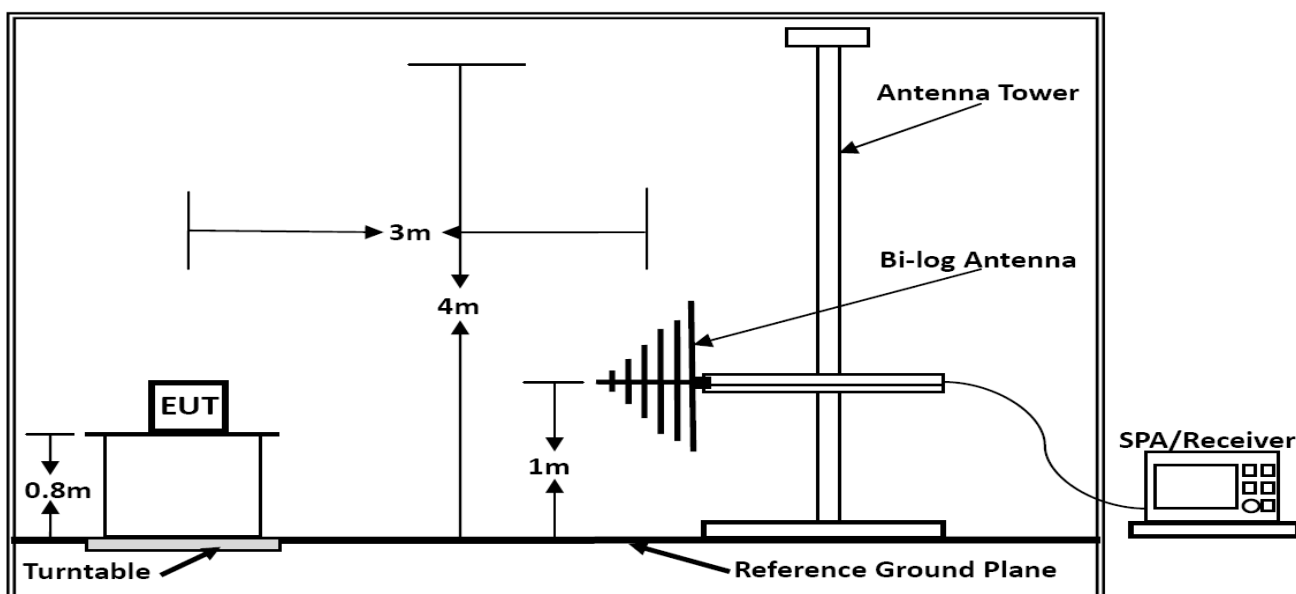 Antenna Tower
3m
Bi-log Antenna
4m
EUT
SPA/Receiver
1m
0.8m
Turntable
Reference Ground Plane